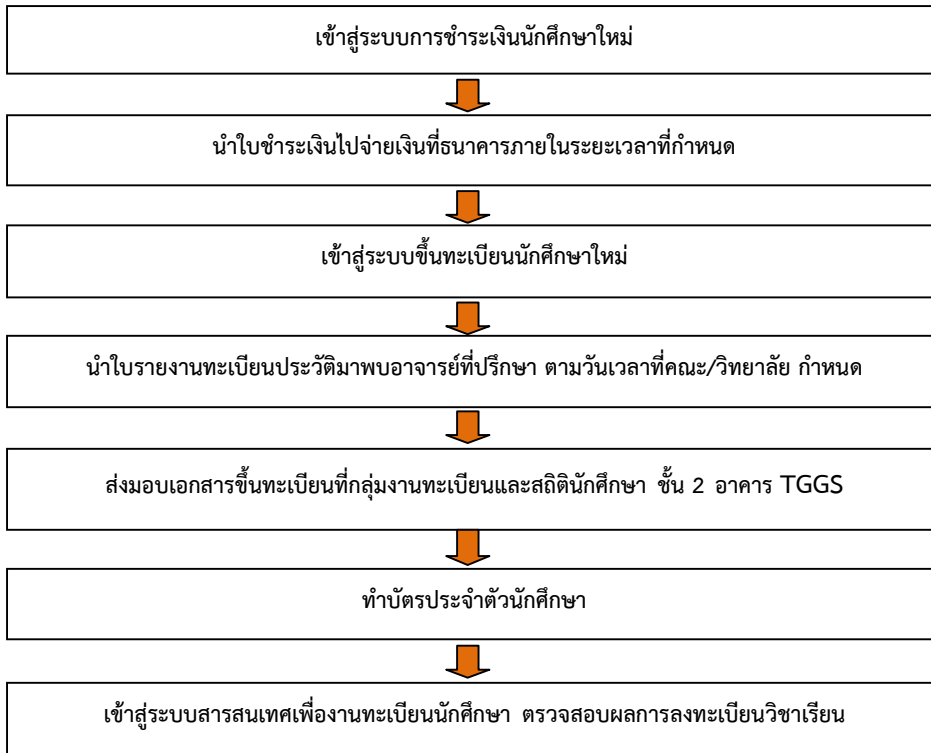 เข้าสู่ระบบการชำระเงินนักศึกษาใหม่
นำใบชำระเงินไปจ่ายเงินที่ธนาคารภายในระยะเวลาที่กำหนด
เข้าสู่ระบบขึ้นทะเบียนนักศึกษาใหม่
นำใบรายงานทะเบียนประวัติมาพบอาจารย์ที่ปรึกษา ตามวันเวลาที่คณะ/วิทยาลัย กำหนด
ส่งมอบเอกสารขึ้นทะเบียนที่กลุ่มงานทะเบียนและสถิตินักศึกษา ชั้น 2 อาคาร TGGS
ทำบัตรประจำตัวนักศึกษา
เข้าสู่ระบบสารสนเทศเพื่องานทะเบียนนักศึกษา ตรวจสอบผลการลงทะเบียนวิชาเรียน